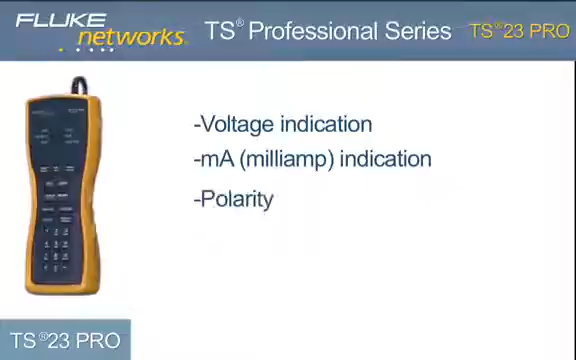 FLUKE networks® TS® Professional Series TS®23 PRO
-Voltage indication
-mA (milliamp) indication
-Polarity
TS®23 PRO